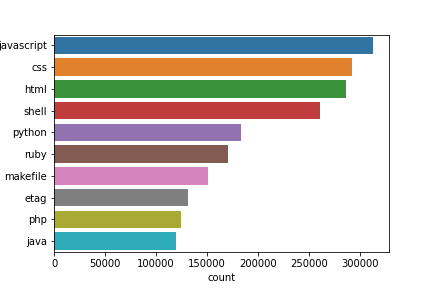 javascript
css
html
shell
python
ruby
makefile
etag
php
java
0 50000 100000 150000 200000 250000 300000
count